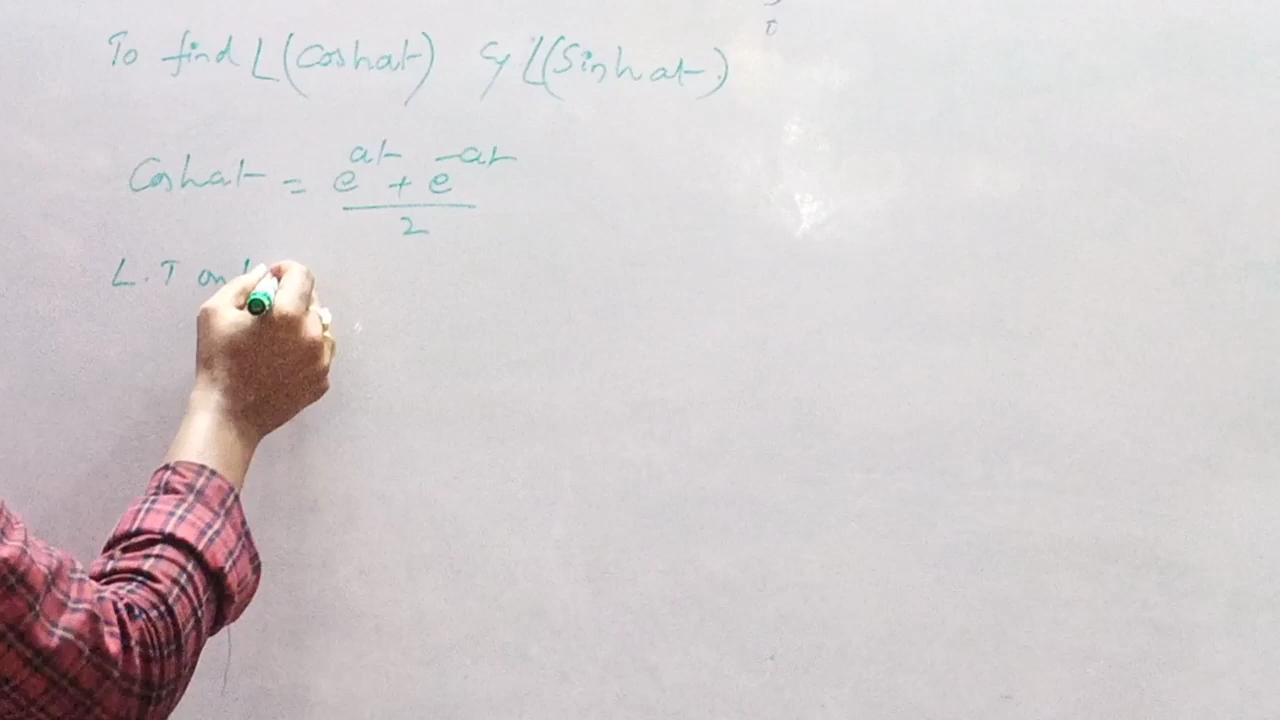 To find L(Coshat) & L(Sinhat)
Coshat = e^at + e^-at / 2
L.T on